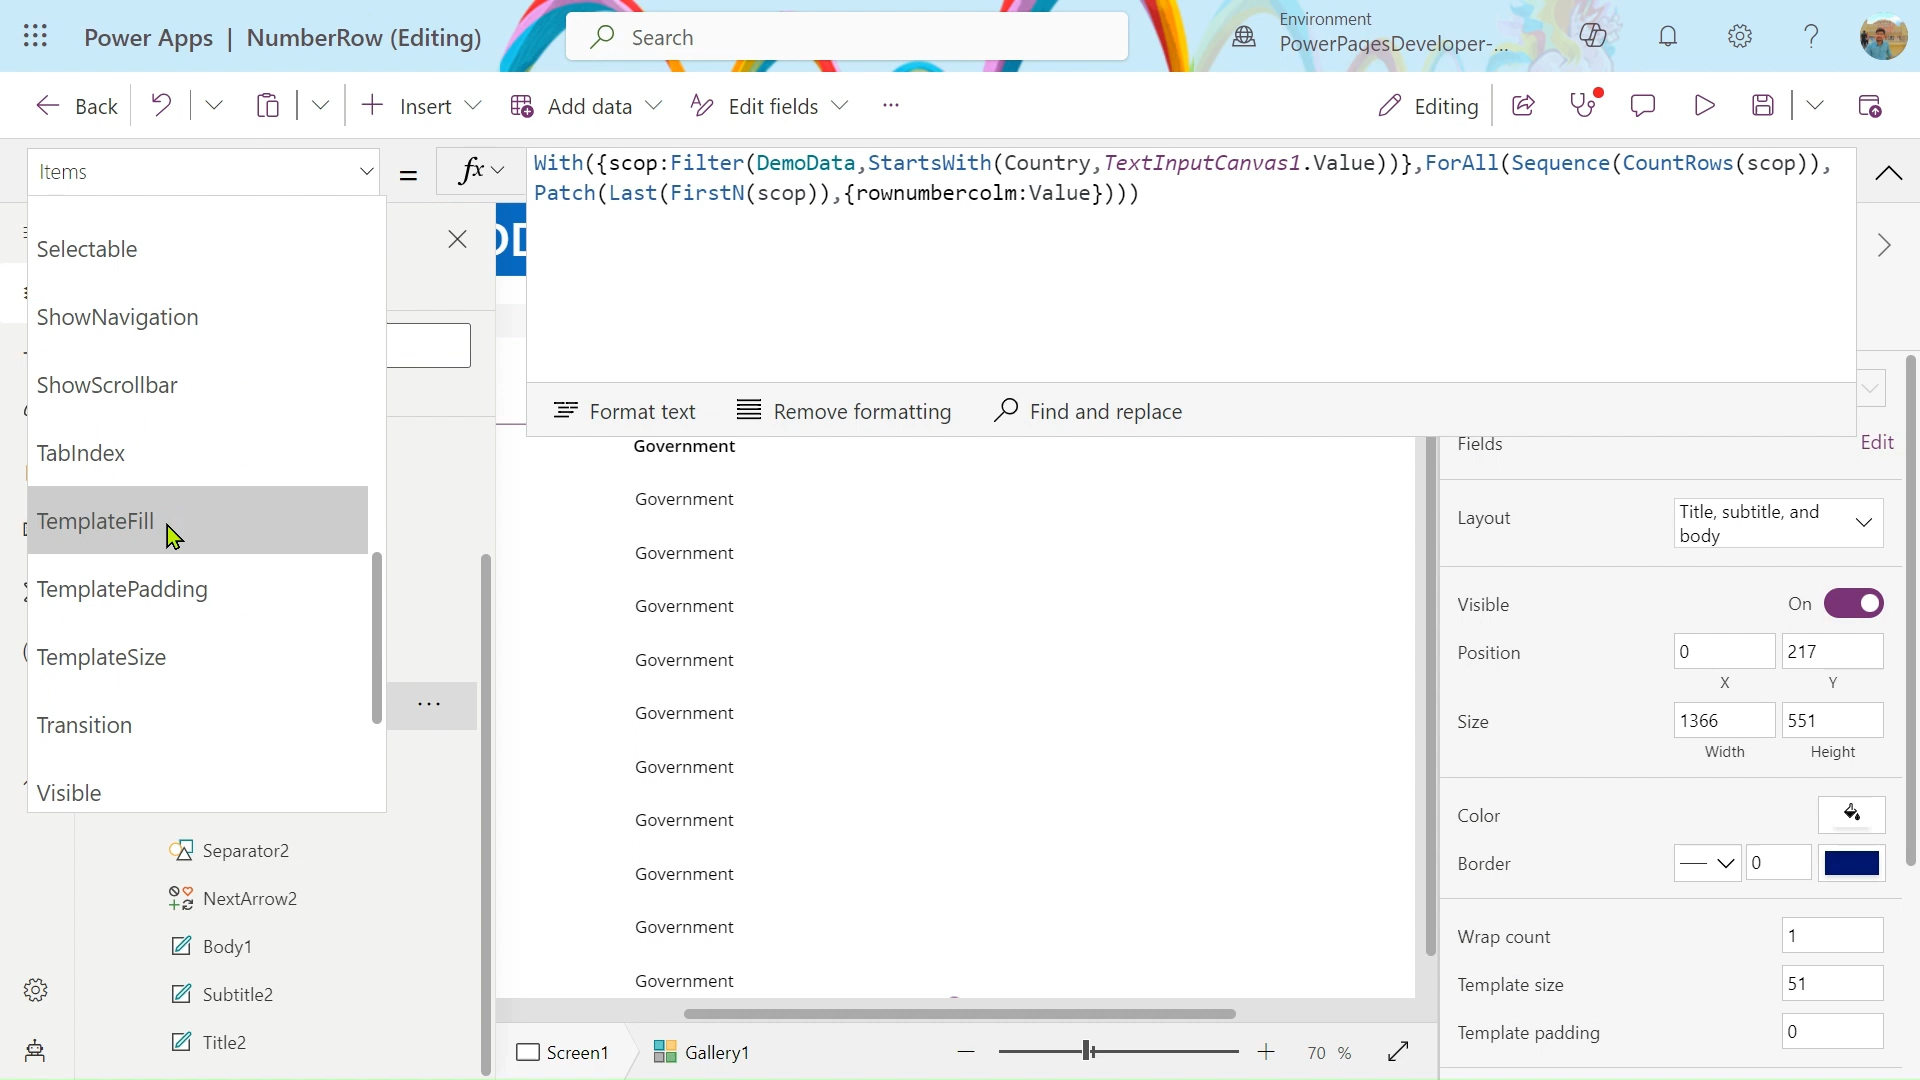 Power Apps | NumberRow (Editing)
Search
Environment
PowerPagesDeveloper-...
Back
Insert
Add data
Edit fields
Editing
Items
=
fx
With({scop:Filter(DemoData,StartsWith(Country,TextInputCanvas1.Value))},ForAll(Sequence(CountRows(scop)),
Patch(Last(FirstN(scop)),{rownumbercolm:Value})))
Format text
Remove formatting
Find and replace
Selectable
ShowNavigation
ShowScrollbar
TabIndex
TemplateFill
TemplatePadding
TemplateSize
Transition
Visible
Separator2
NextArrow2
Body1
Subtitle2
Title2
Government
Government
Government
Government
Government
Government
Government
Government
Government
Government
Government
Screen1
Gallery1
70 %
Fields
Edit
Layout
Title, subtitle, and
body
Visible
On
Position
0
217
X
Y
Size
1366
551
Width
Height
Color
Border
0
Wrap count
1
Template size
51
Template padding
0